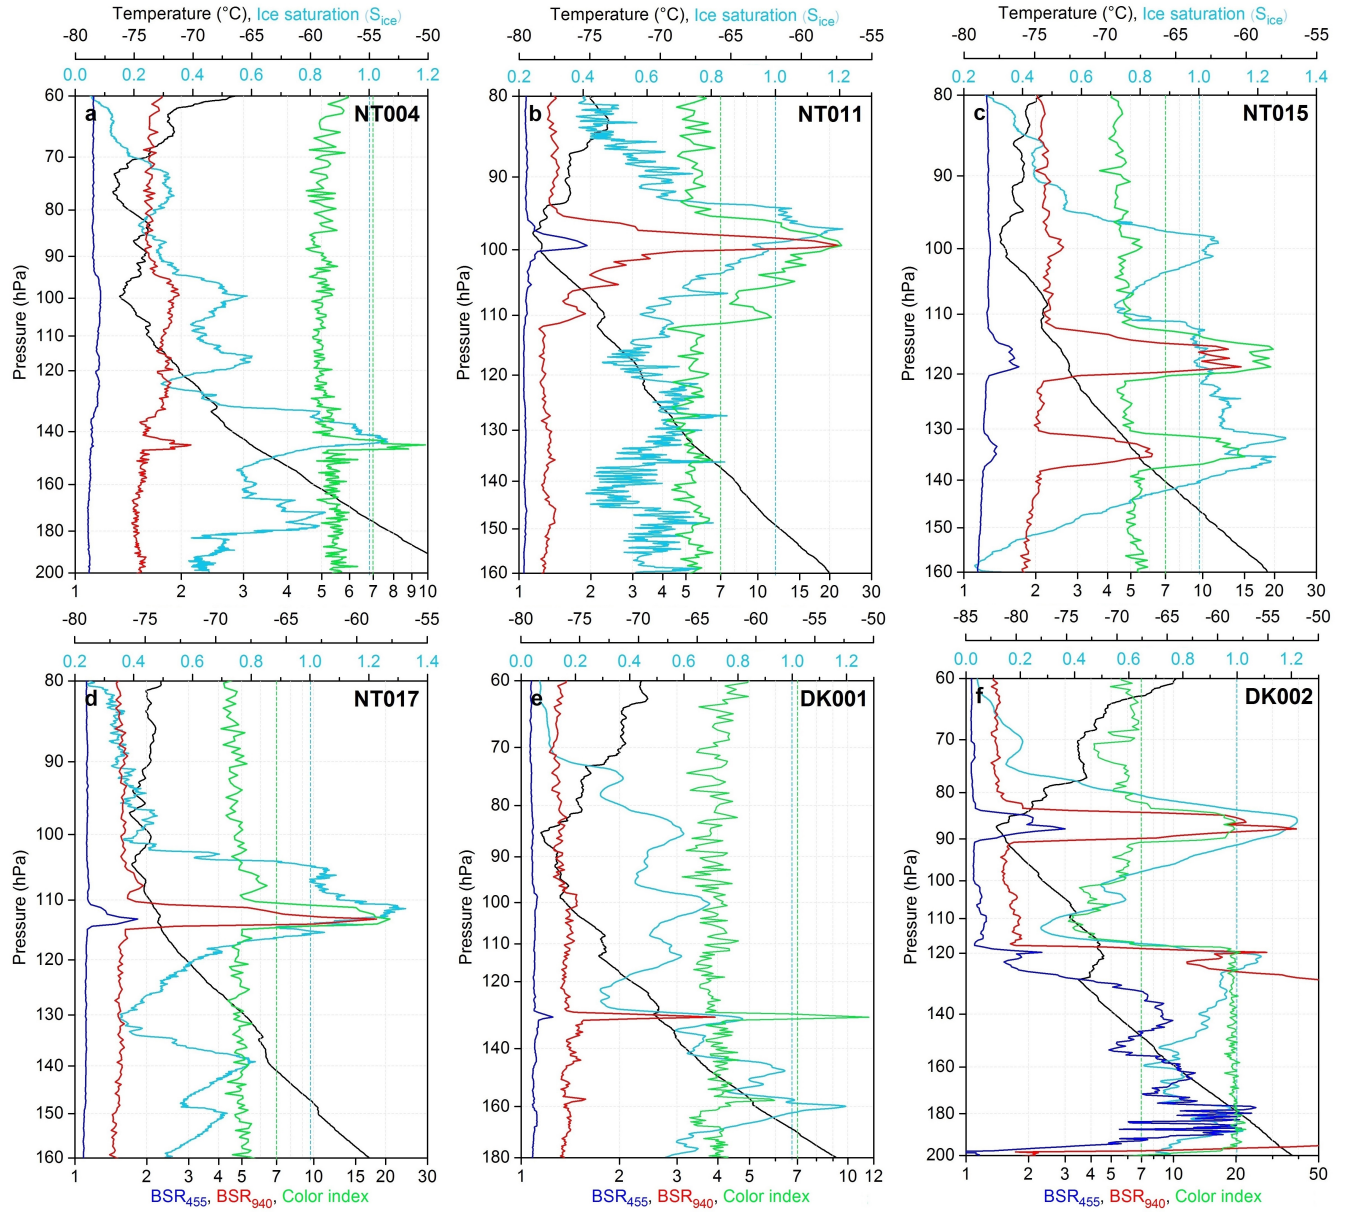 Temperature (°C), Ice saturation (Sice)
Temperature (°C), Ice saturation (Sice)
Temperature (°C), Ice saturation (Sice)
-80 -75 -70 -65 -60 -55 -50
-80 -75 -70 -65 -60 -55
-80 -75 -70 -65 -60 -55
0.0 0.2 0.4 0.6 0.8 1.0 1.2
0.2 0.4 0.6 0.8 1.0 1.2
0.2 0.4 0.6 0.8 1.0 1.2 1.4
a NT004
b NT011
c NT015
Pressure (hPa)
60
70
80
90
100
110
120
140
160
180
200
Pressure (hPa)
80
90
100
110
120
130
140
150
160
Pressure (hPa)
80
90
100
110
120
130
140
150
160
1 2 3 4 5 6 7 8 9 10
1 2 3 4 5 7 10 20 30
1 2 3 4 5 7 10 15 20 30
-80 -75 -70 -65 -60 -55
-80 -75 -70 -65 -60 -55 -50
-85 -80 -75 -70 -65 -60 -55 -50
0.2 0.4 0.6 0.8 1.0 1.2 1.4
0.0 0.2 0.4 0.6 0.8 1.0 1.2
0.0 0.2 0.4 0.6 0.8 1.0 1.2
d NT017
e DK001
f DK002
Pressure (hPa)
80
90
100
110
120
130
140
150
160
Pressure (hPa)
60
70
80
90
100
110
120
140
160
180
Pressure (hPa)
60
70
80
90
100
110
120
140
160
180
200
1 2 3 4 5 7 10 20 30
1 2 3 4 5 7 10 12
1 2 3 4 5 7 10 20 30 50
BSR455, BSR940, Color index
BSR455, BSR940, Color index
BSR455, BSR940, Color index